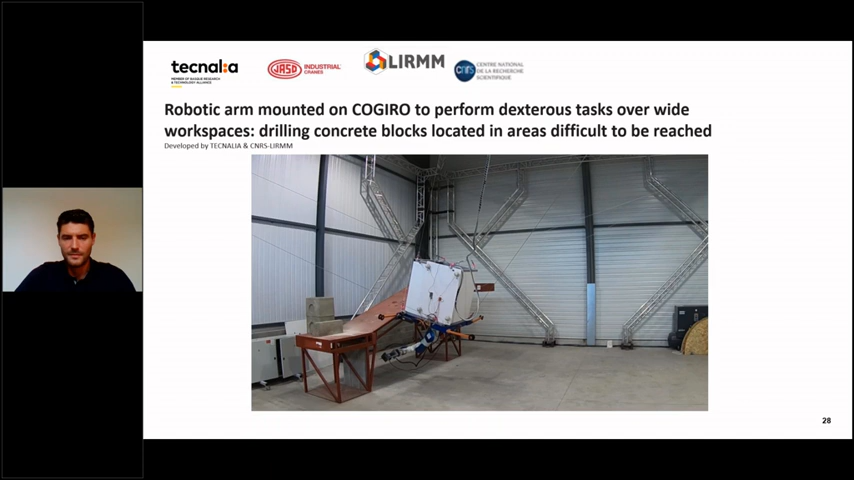 tecnalia
MEMBER OF BASQUE RESEARCH
& TECHNOLOGY ALLIANCE
JASO INDUSTRIAL
CRANES
LIRMM
cnrs
CENTRE NATIONAL
DE LA RECHERCHE
SCIENTIFIQUE
Robotic arm mounted on COGIRO to perform dexterous tasks over wide
workspaces: drilling concrete blocks located in areas difficult to be reached
Developed by TECNALIA & CNRS-LIRMM
28